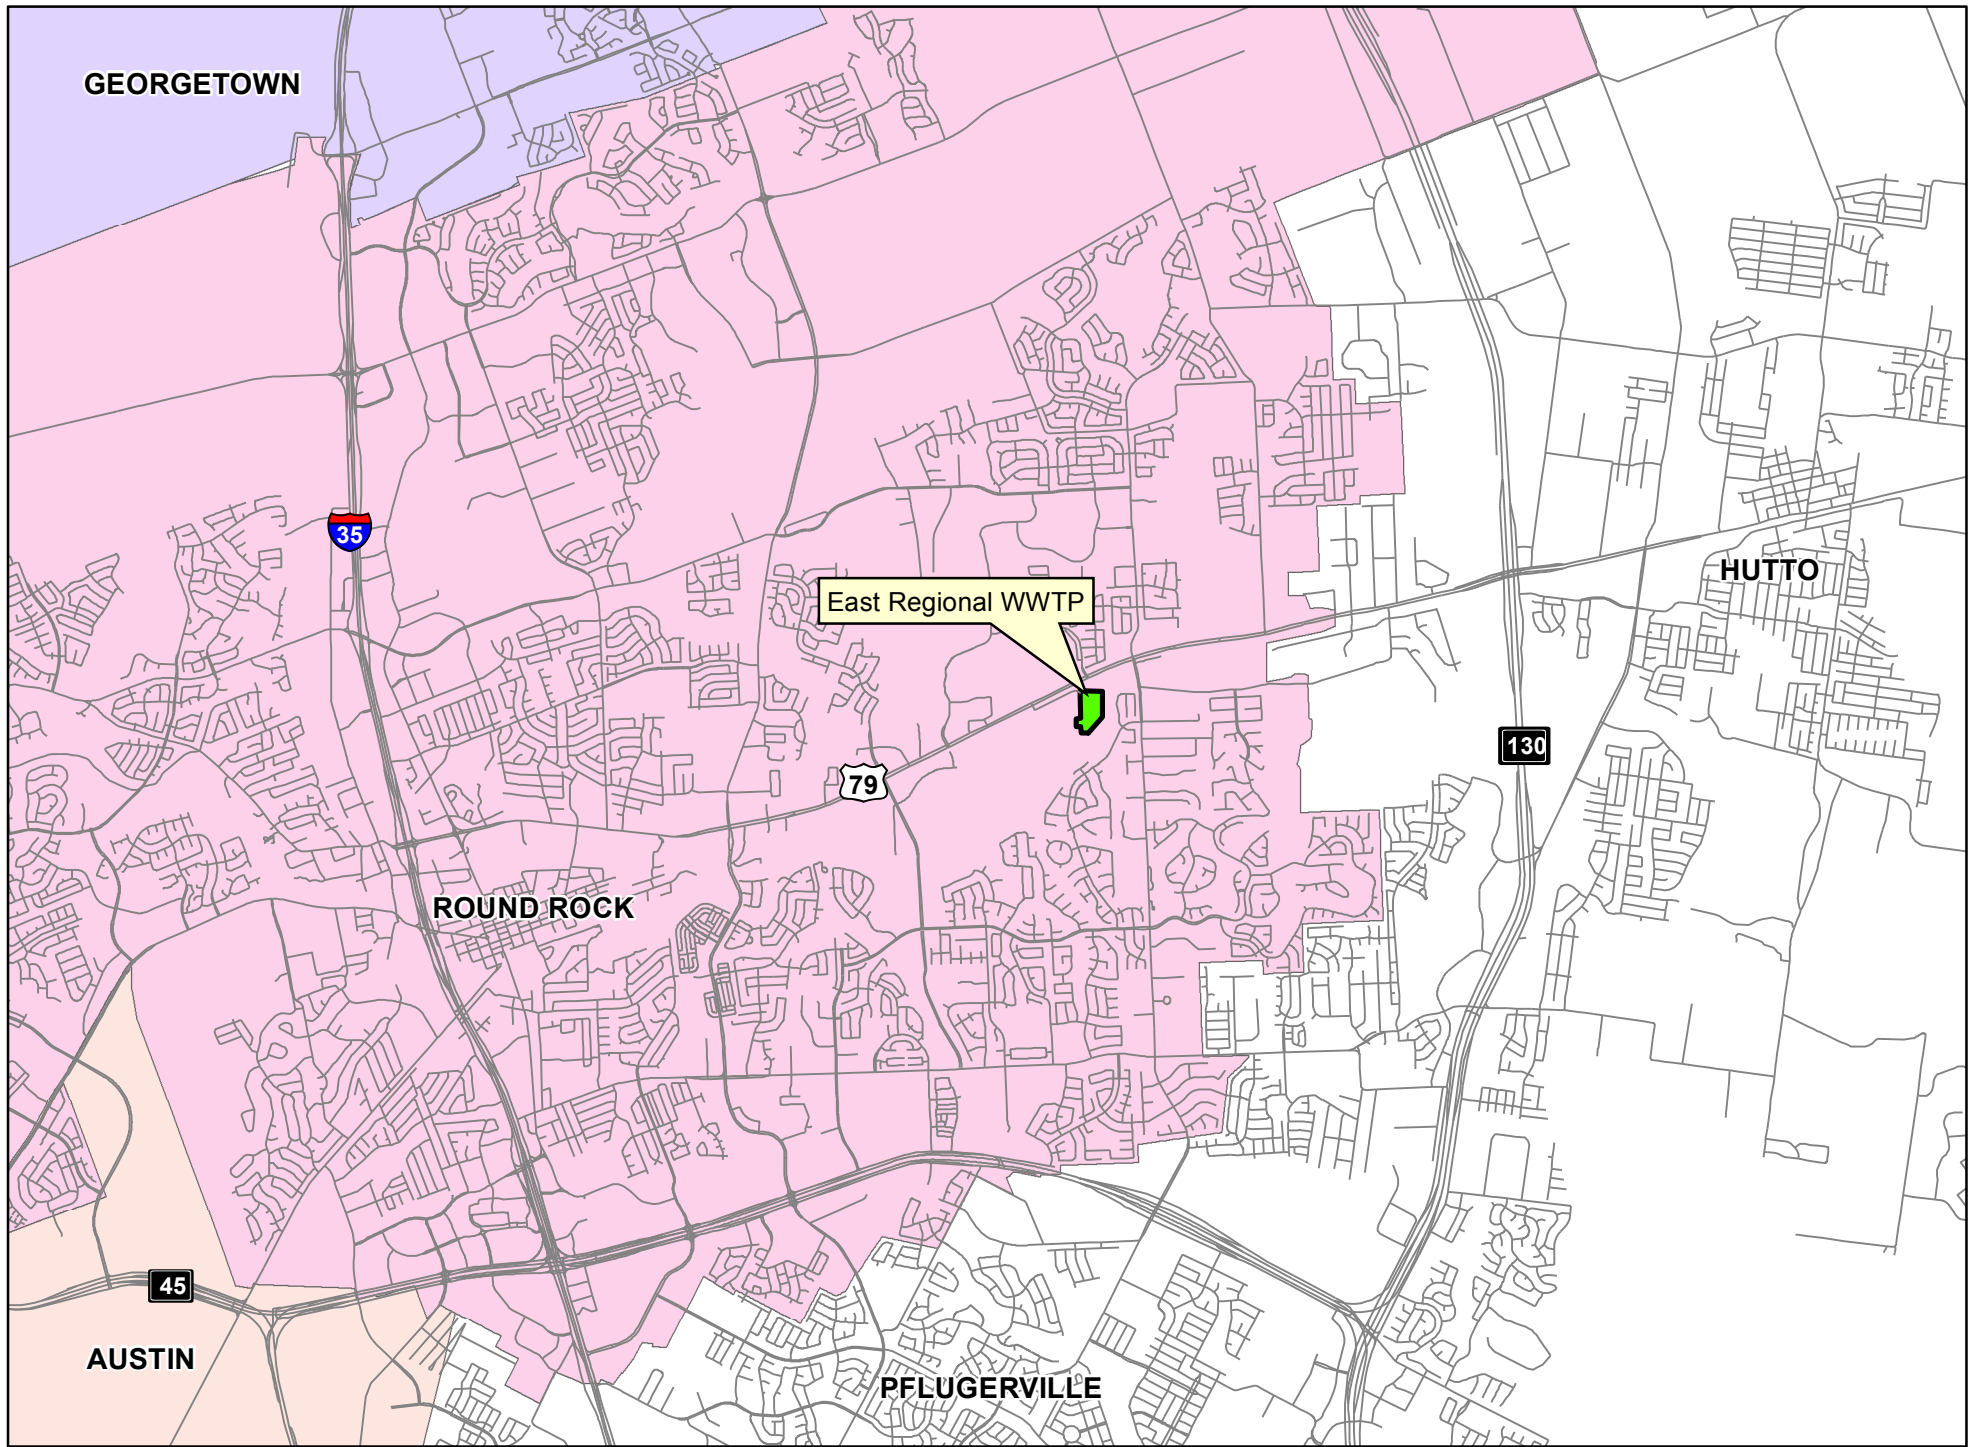 GEORGETOWN
35
HUTTO
East Regional WWTP
130
79
ROUND ROCK
45
AUSTIN
PFLUGERVILLE